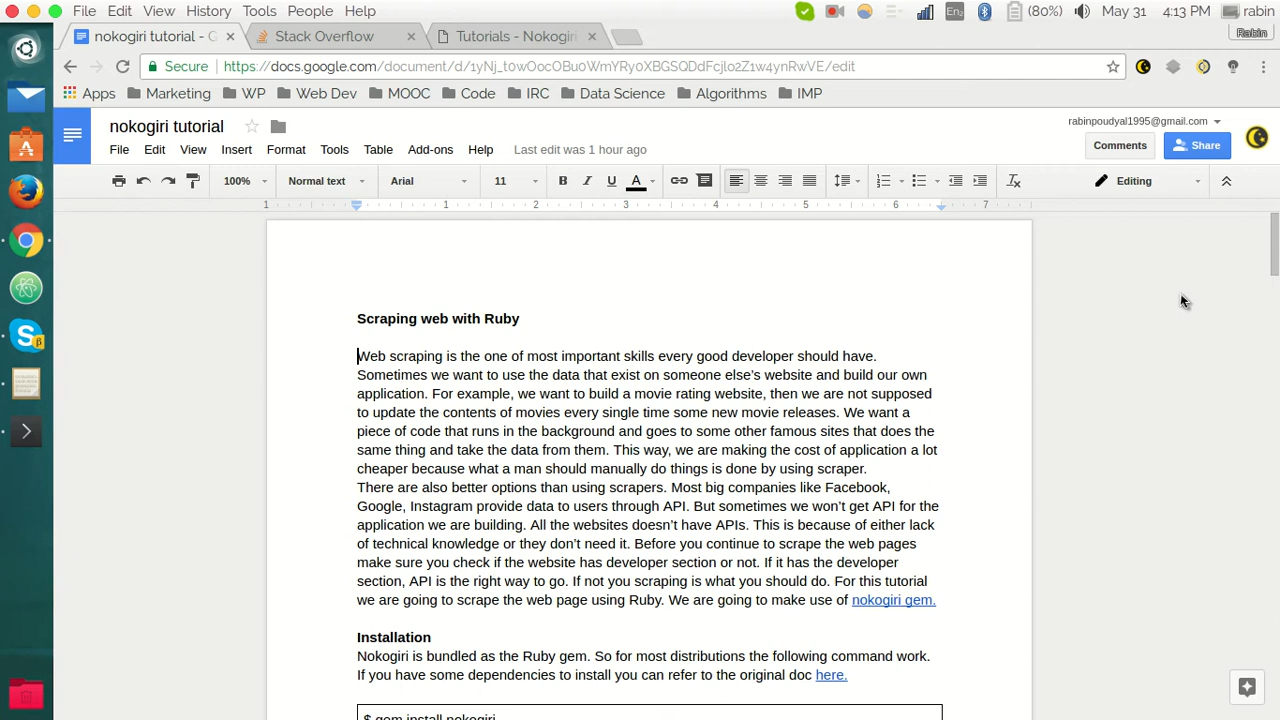 File Edit View History Tools People Help En2 (80%) May 31 4:13 PM rabin
nokogiri tutorial - G Stack Overflow Tutorials - Nokogiri Rabin
Secure https://docs.google.com/document/d/1yNj_t0wOocOBu0WmYRy0XBGSQDdFcjlo2Z1w4ynRwVE/edit
Apps Marketing WP Web Dev MOOC Code IRC Data Science Algorithms IMP
nokogiri tutorial
rabinpoudyal1995@gmail.com
File Edit View Insert Format Tools Table Add-ons Help Last edit was 1 hour ago
Comments Share
100% Normal text Arial 11 B I U A Editing
1 1 2 3 4 5 6 7
Scraping web with Ruby
Web scraping is the one of most important skills every good developer should have.
Sometimes we want to use the data that exist on someone else's website and build our own
application. For example, we want to build a movie rating website, then we are not supposed
to update the contents of movies every single time some new movie releases. We want a
piece of code that runs in the background and goes to some other famous sites that does the
same thing and take the data from them. This way, we are making the cost of application a lot
cheaper because what a man should manually do things is done by using scraper.
There are also better options than using scrapers. Most big companies like Facebook,
Google, Instagram provide data to users through API. But sometimes we won't get API for the
application we are building. All the websites doesn't have APIs. This is because of either lack
of technical knowledge or they don't need it. Before you continue to scrape the web pages
make sure you check if the website has developer section or not. If it has the developer
section, API is the right way to go. If not you scraping is what you should do. For this tutorial
we are going to scrape the web page using Ruby. We are going to make use of nokogiri gem.
Installation
Nokogiri is bundled as the Ruby gem. So for most distributions the following command work.
If you have some dependencies to install you can refer to the original doc here.
$ gem install nokogiri